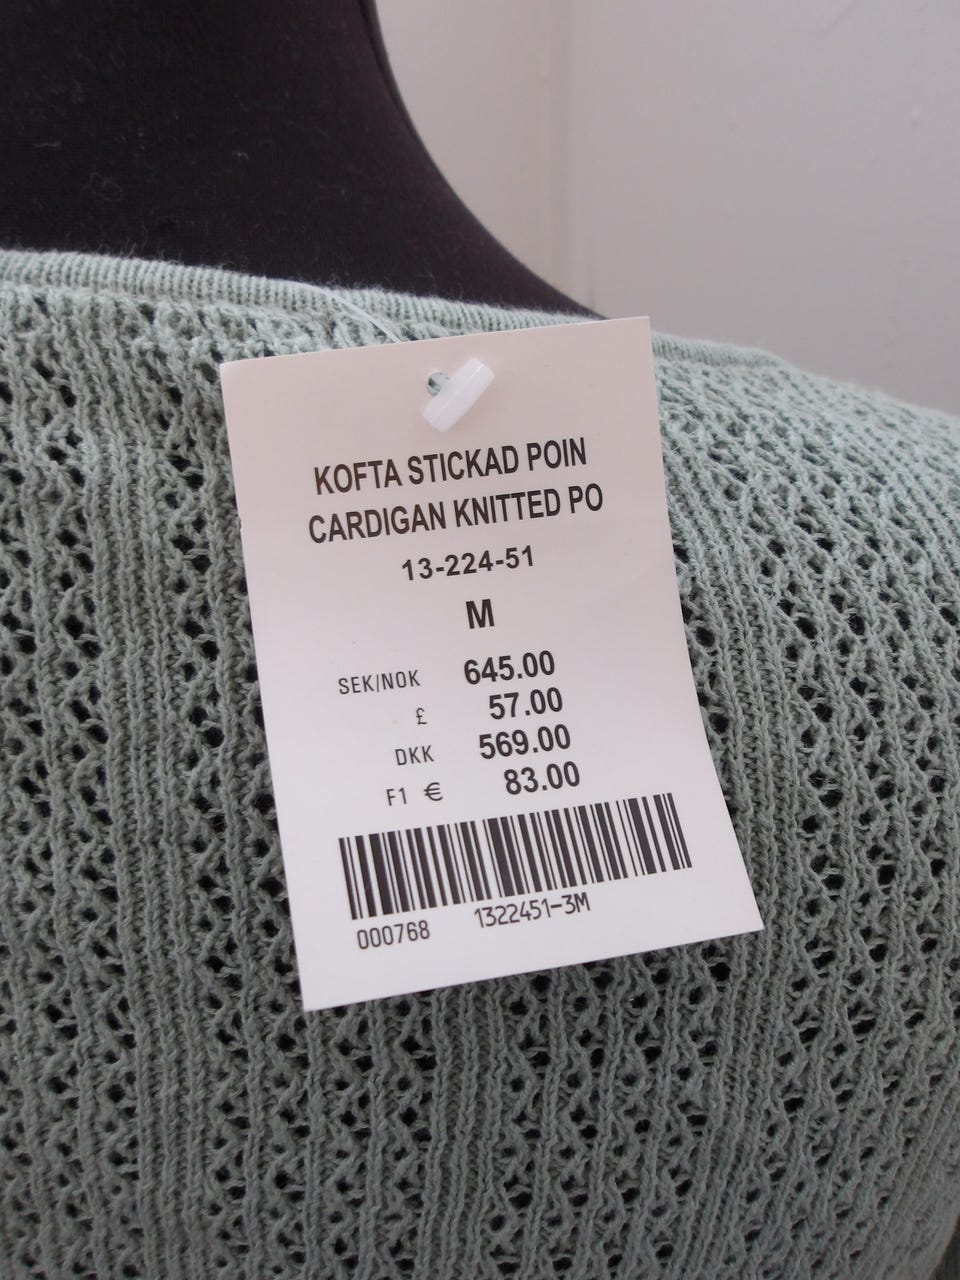 KOFTA STICKAD POIN
CARDIGAN KNITTED PO
13-224-51
M
SEK/NOK 645.00
£ 57.00
DKK 569.00
F1 € 83.00
000768 1322451-3M